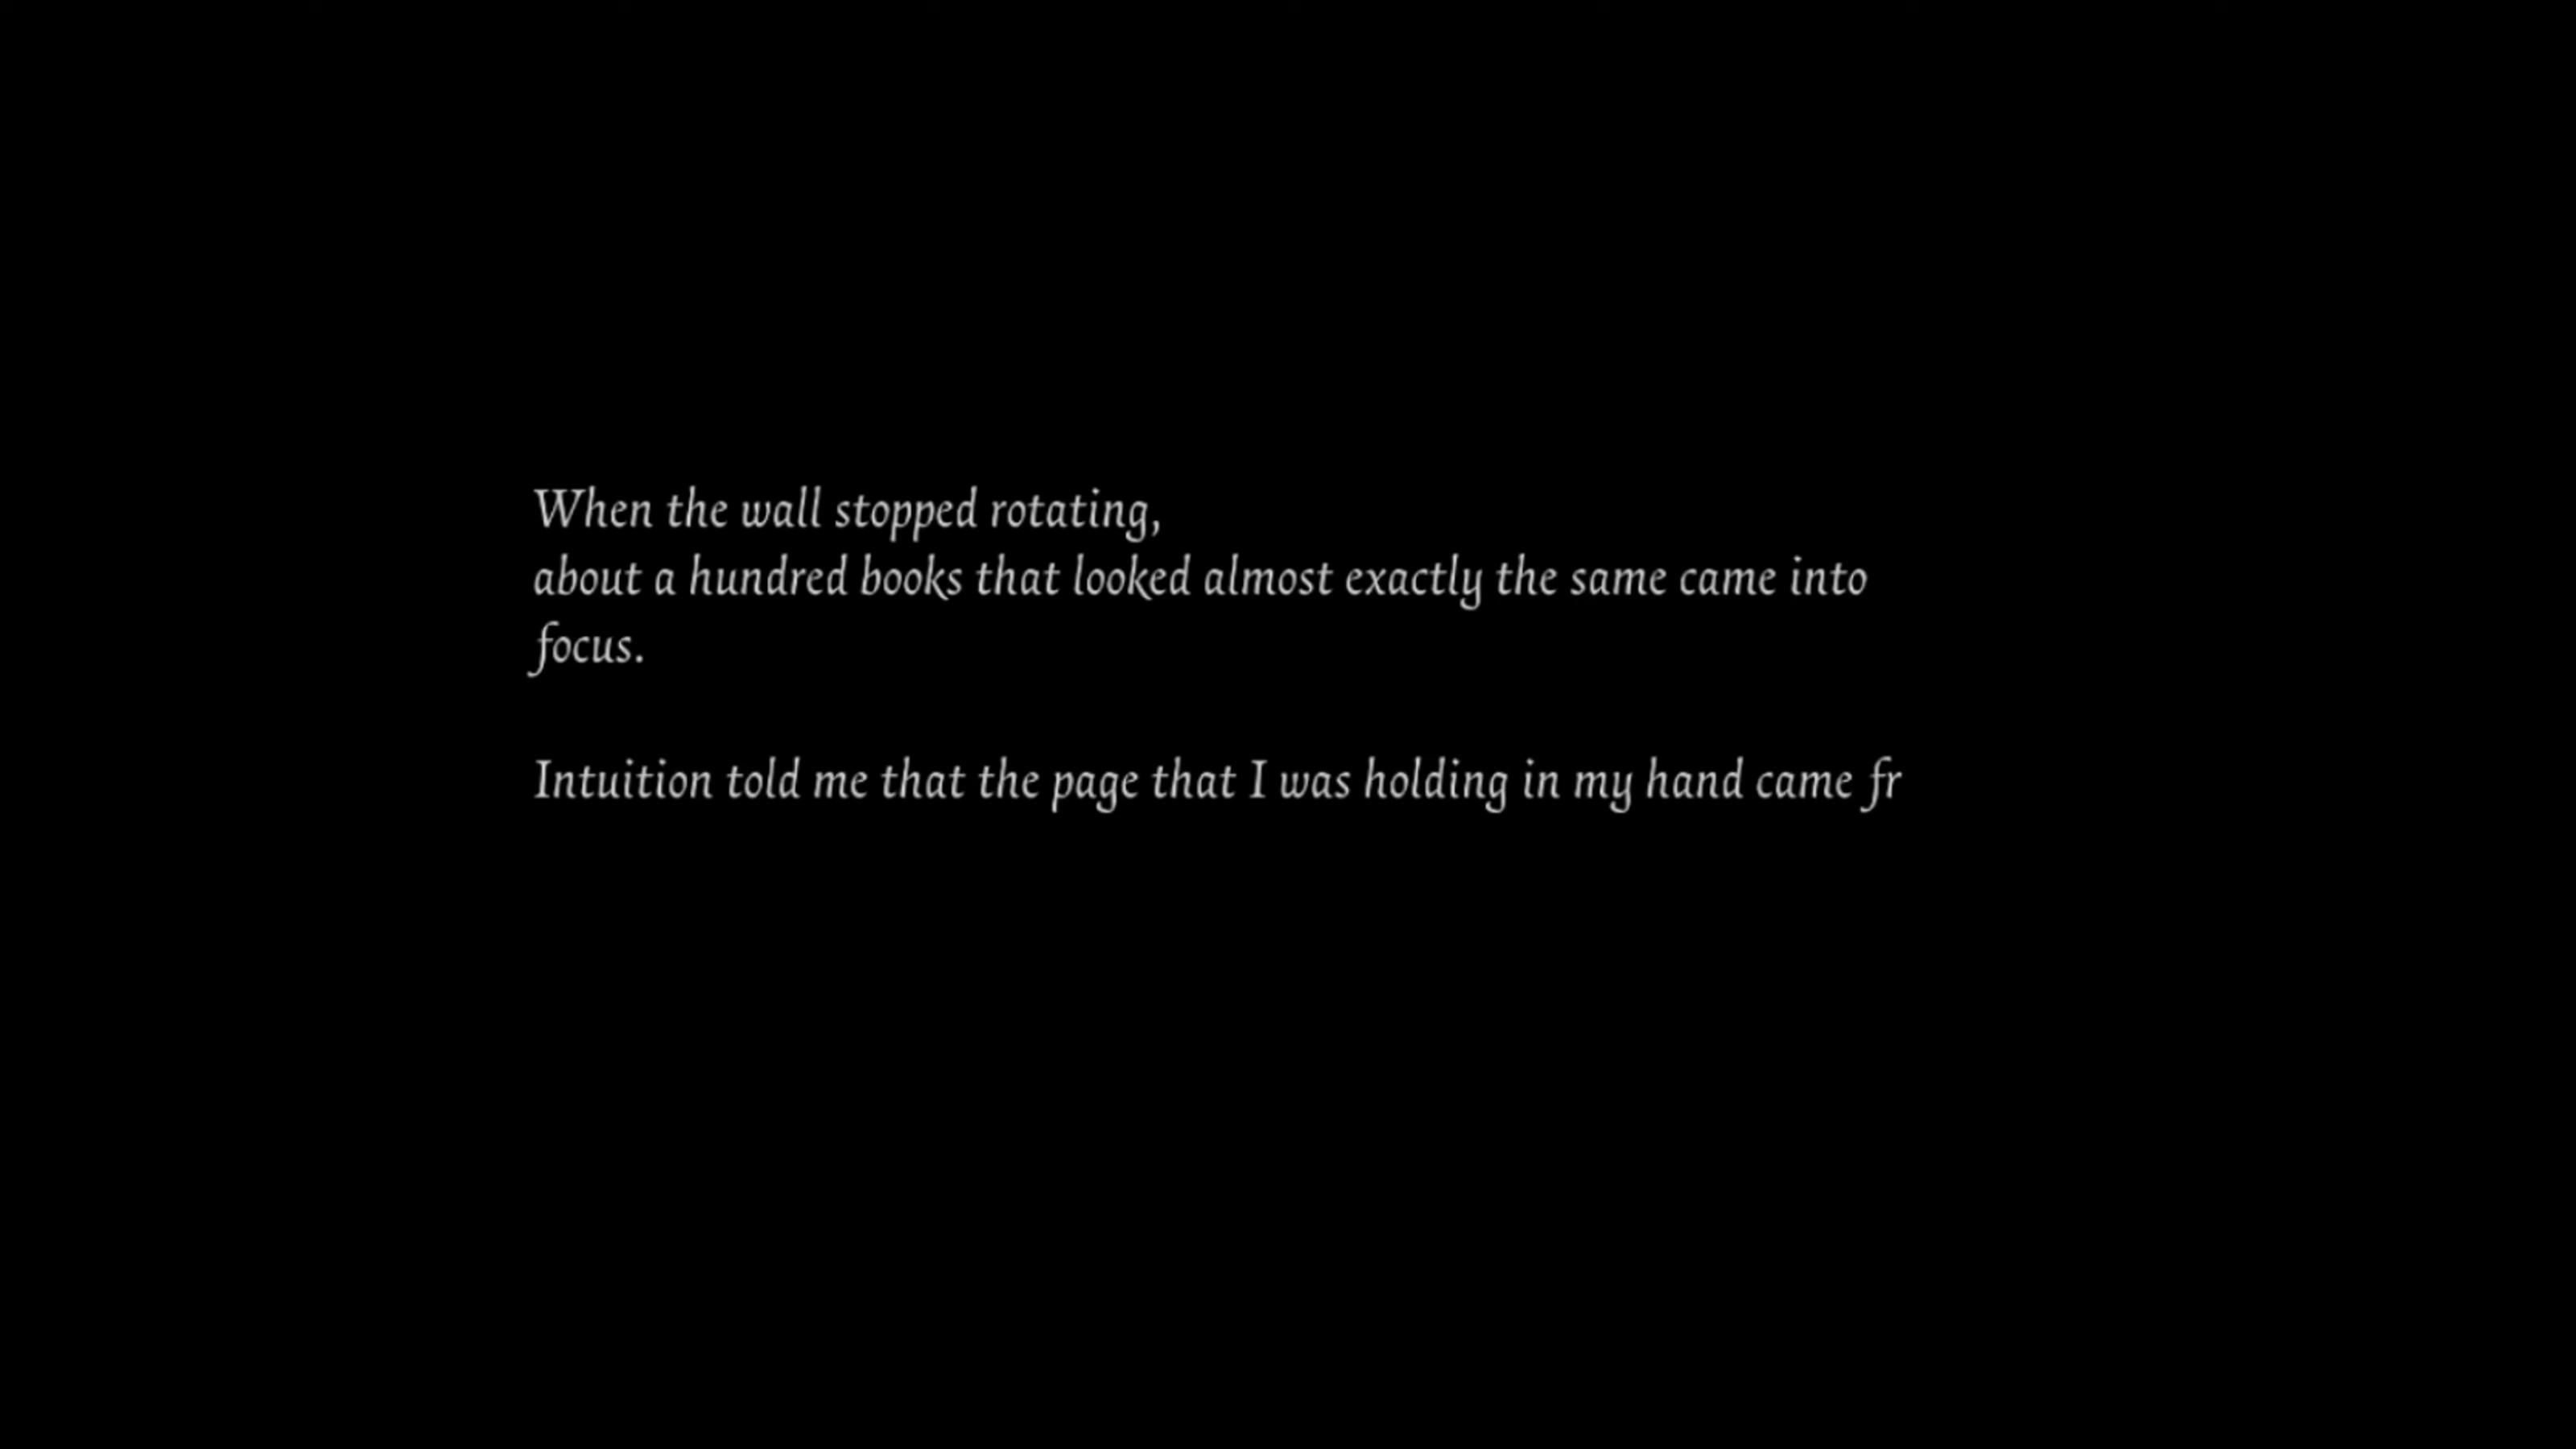 When the wall stopped rotating,
about a hundred books that looked almost exactly the same came into
focus.
Intuition told me that the page that I was holding in my hand came fr